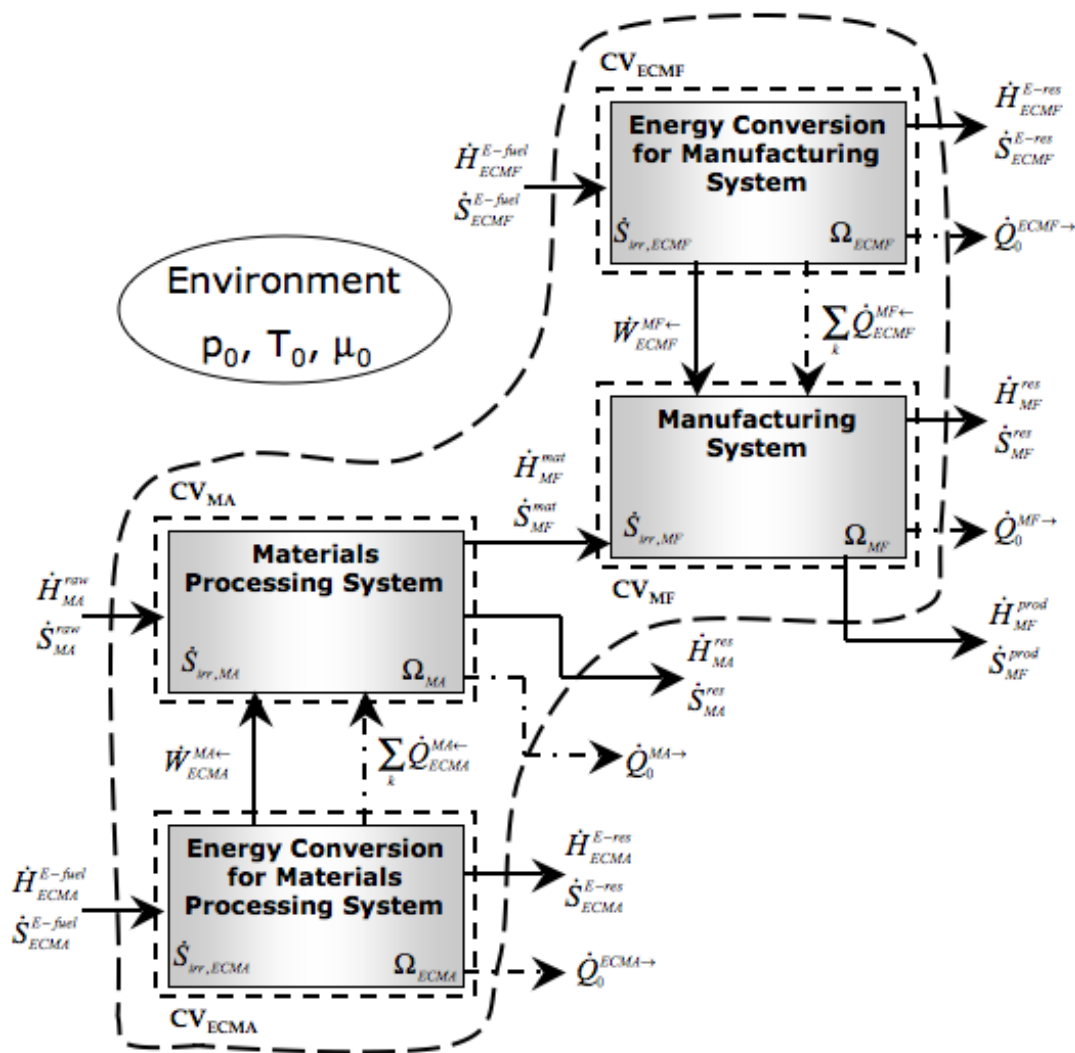 CV_ECMF
Energy Conversion
for Manufacturing
System
Ṡ_irr,ECMF
Ω_ECMF
Ḣ_ECMF^E-fuel
Ṡ_ECMF^E-fuel
Ḣ_ECMF^E-res
Ṡ_ECMF^E-res
Q̇_0^ECMF→
Environment
p₀, T₀, μ₀
Ẇ_ECMF^MF←
∑_k Q̇_ECMF^MF←
Manufacturing
System
Ṡ_irr,MF
Ω_MF
CV_MF
Ḣ_MF^res
Ṡ_MF^res
Q̇_0^MF→
Ḣ_MF^prod
Ṡ_MF^prod
Ḣ_MF^mat
Ṡ_MF^mat
CV_MA
Materials
Processing System
Ṡ_irr,MA
Ω_MA
Ḣ_MA^raw
Ṡ_MA^raw
Ḣ_MA^res
Ṡ_MA^res
Q̇_0^MA→
Ẇ_ECMA^MA←
∑_k Q̇_ECMA^MA←
Energy Conversion
for Materials
Processing System
Ṡ_irr,ECMA
Ω_ECMA
CV_ECMA
Ḣ_ECMA^E-fuel
Ṡ_ECMA^E-fuel
Ḣ_ECMA^E-res
Ṡ_ECMA^E-res
Q̇_0^ECMA→